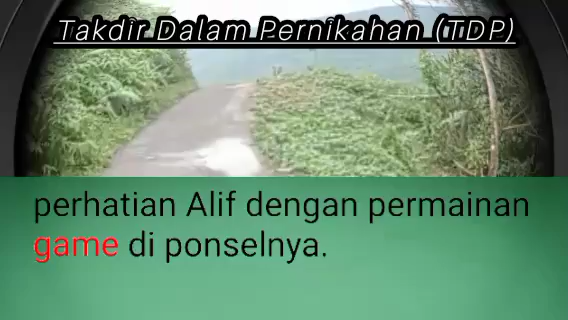 Takdir Dalam Pernikahan (TDP)
perhatian Alif dengan permainan
game di ponselnya.